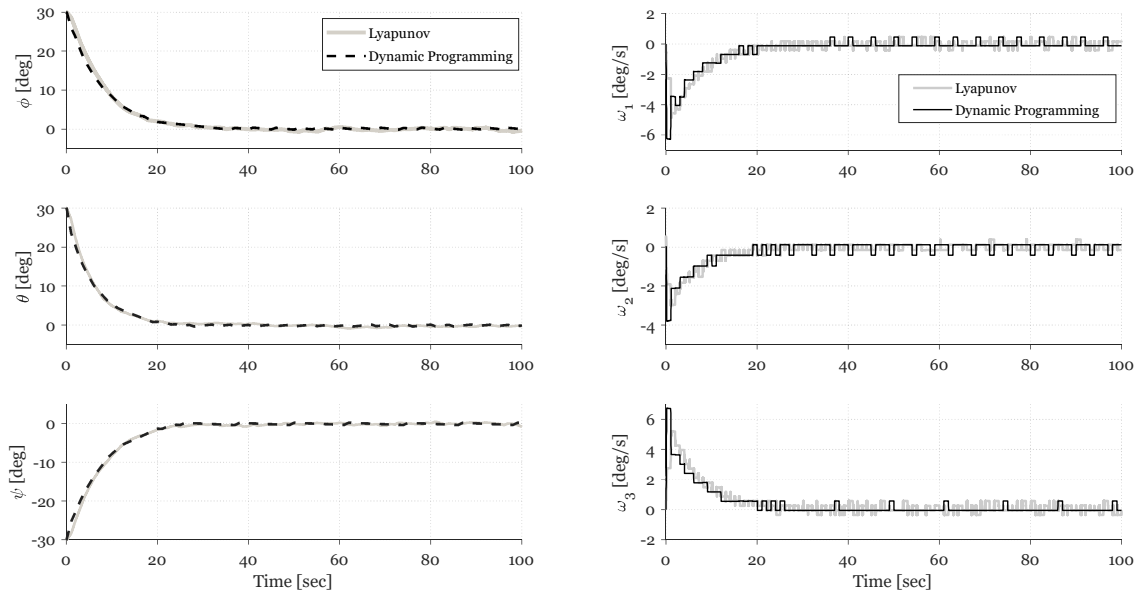 30
20
10
0
ϕ [deg]
Lyapunov
Dynamic Programming
0 20 40 60 80 100
2
0
-2
-4
-6
ω1 [deg/s]
Lyapunov
Dynamic Programming
0 20 40 60 80 100
30
20
10
0
θ [deg]
0 20 40 60 80 100
2
0
-2
-4
ω2 [deg/s]
0 20 40 60 80 100
0
-10
-20
-30
ψ [deg]
0 20 40 60 80 100
Time [sec]
6
4
2
0
-2
ω3 [deg/s]
0 20 40 60 80 100
Time [sec]